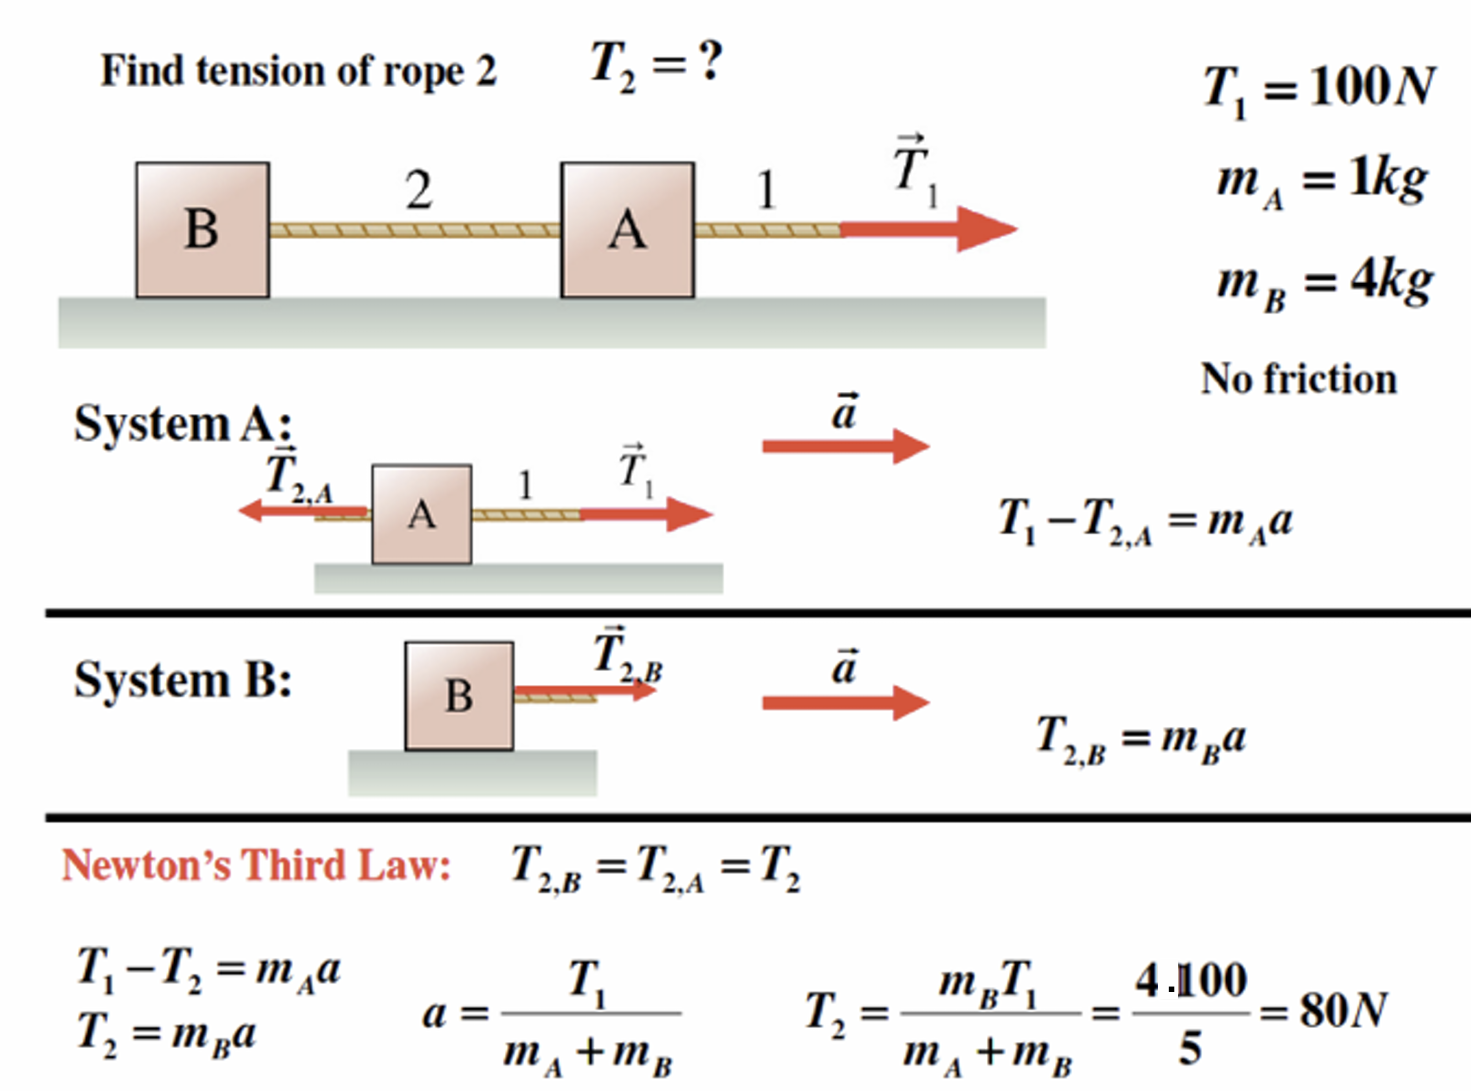 Find tension of rope 2 T₂ = ?
T₁ = 100N
m_A = 1kg
m_B = 4kg
No friction
B 2 A 1 T⃗₁
System A:
a⃗
T⃗₂,A A 1 T⃗₁
T₁ − T₂,A = m_A a
System B:
B T⃗₂,B a⃗
T₂,B = m_B a
Newton's Third Law: T₂,B = T₂,A = T₂
T₁ − T₂ = m_A a
T₂ = m_B a
a = T₁ / (m_A + m_B)
T₂ = m_B T₁ / (m_A + m_B) = 4.100 / 5 = 80N